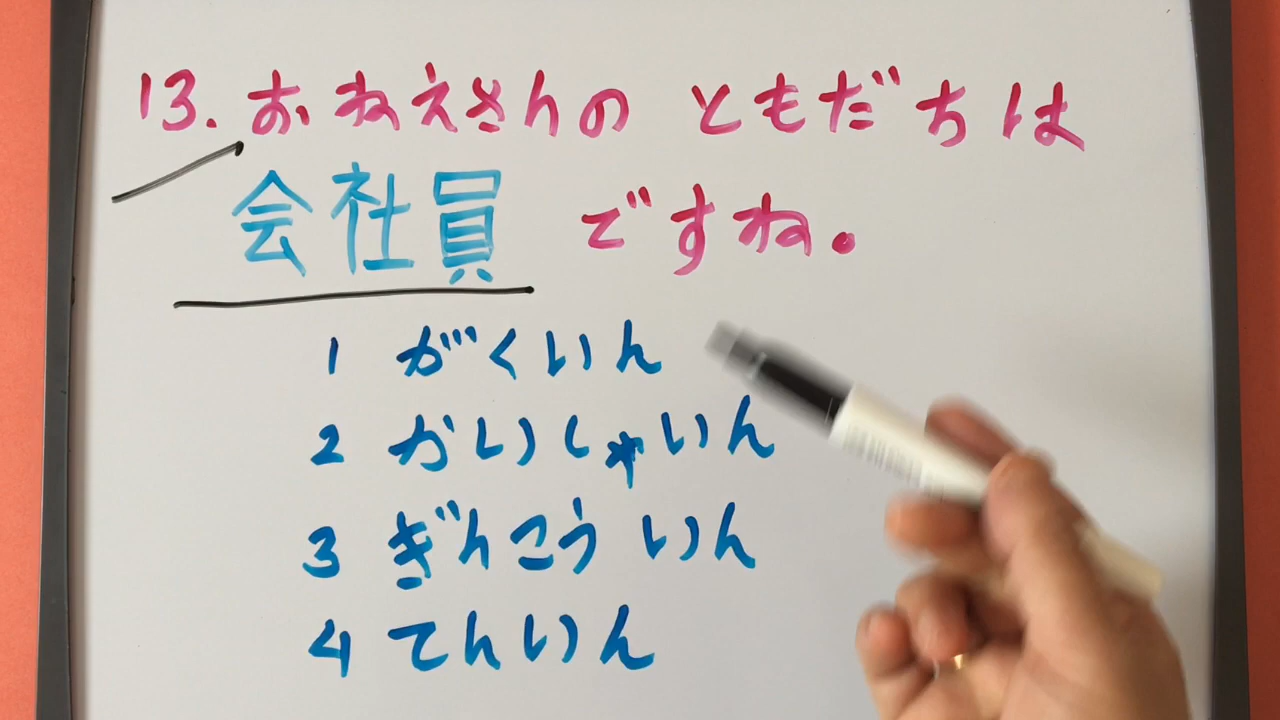 13. おねえさんの ともだちは
会社員 ですね。
1 がくいん
2 かいしゃいん
3 ぎんこういん
4 てんいん